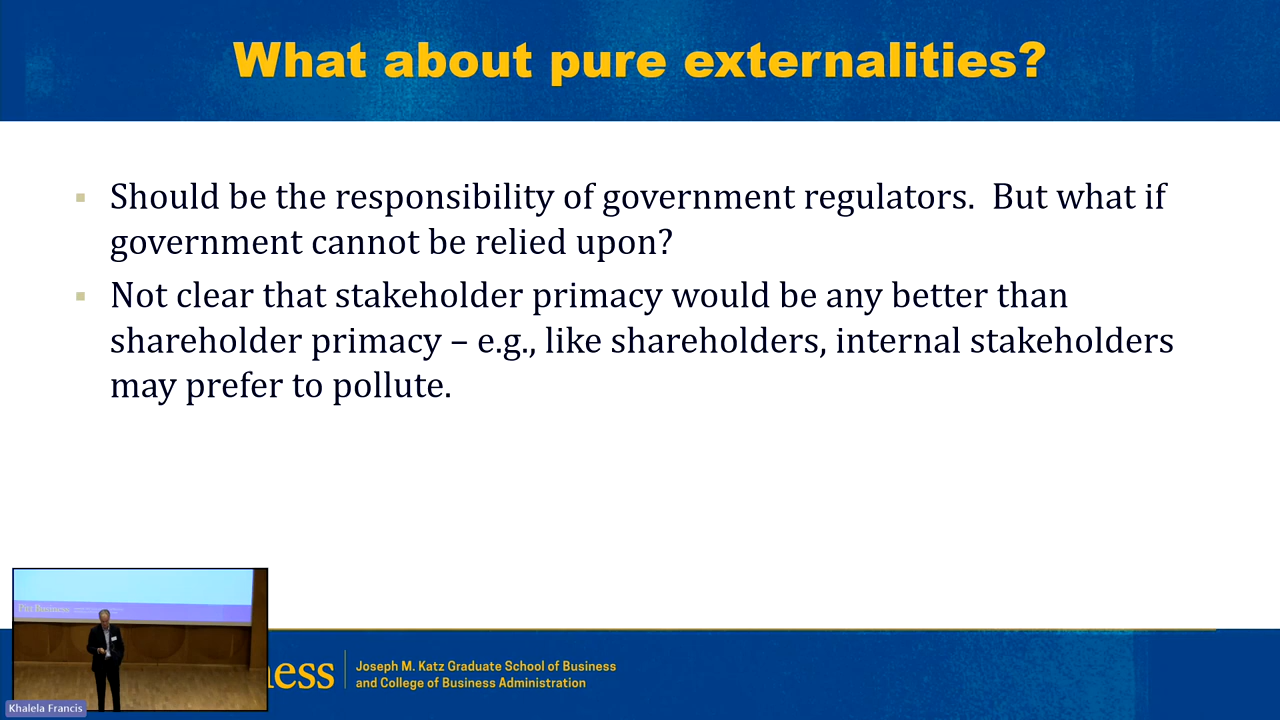 What about pure externalities?
Should be the responsibility of government regulators.  But what if
government cannot be relied upon?
Not clear that stakeholder primacy would be any better than
shareholder primacy – e.g., like shareholders, internal stakeholders
may prefer to pollute.
Pitt Business
ness
Joseph M. Katz Graduate School of Business
and College of Business Administration
Khalela Francis